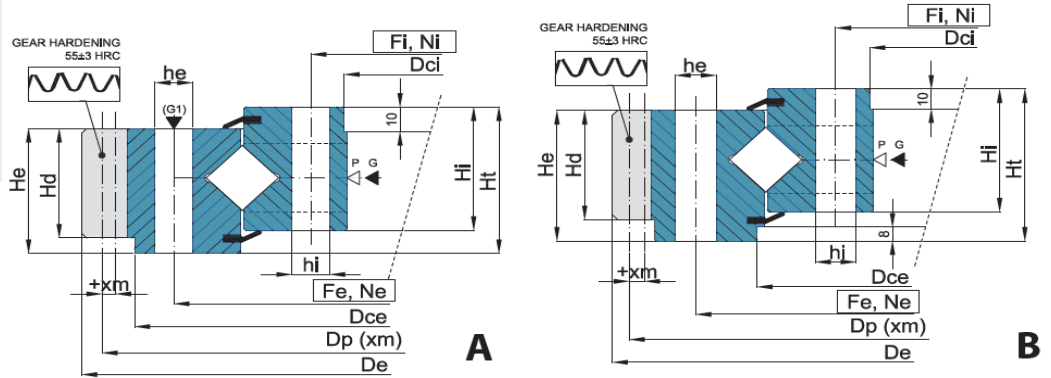 GEAR HARDENING
55±3 HRC
he
(G1)
Fi, Ni
Dci
10
P G
He
Hd
Hi
Ht
+xm
hi
Fe, Ne
Dce
Dp (xm)
De
A
GEAR HARDENING
55±3 HRC
he
Fi, Ni
Dci
10
P G
He
Hd
Hi
Ht
8
+xm
hi
Dce
Fe, Ne
Dp (xm)
De
B